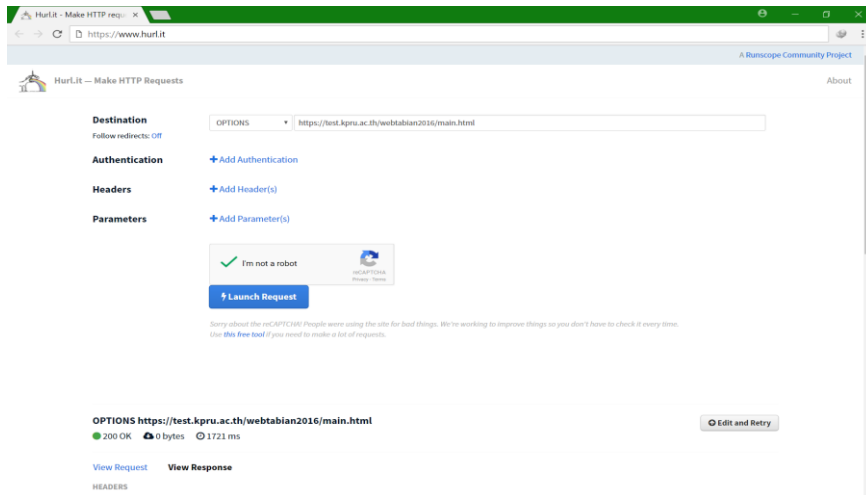 Hurl.it - Make HTTP requ
https://www.hurl.it
A Runscope Community Project
Hurl.it — Make HTTP Requests
About
Destination
OPTIONS
https://test.kpru.ac.th/webtabian2016/main.html
Follow redirects: Off
Authentication
Add Authentication
Headers
Add Header(s)
Parameters
Add Parameter(s)
I'm not a robot
reCAPTCHA
Privacy - Terms
Launch Request
Sorry about the reCAPTCHA! People were using the site for bad things. We're working to improve things so you don't have to check it every time.
Use this free tool if you need to make a lot of requests.
OPTIONS https://test.kpru.ac.th/webtabian2016/main.html
Edit and Retry
200 OK 0 bytes 1721 ms
View Request View Response
HEADERS